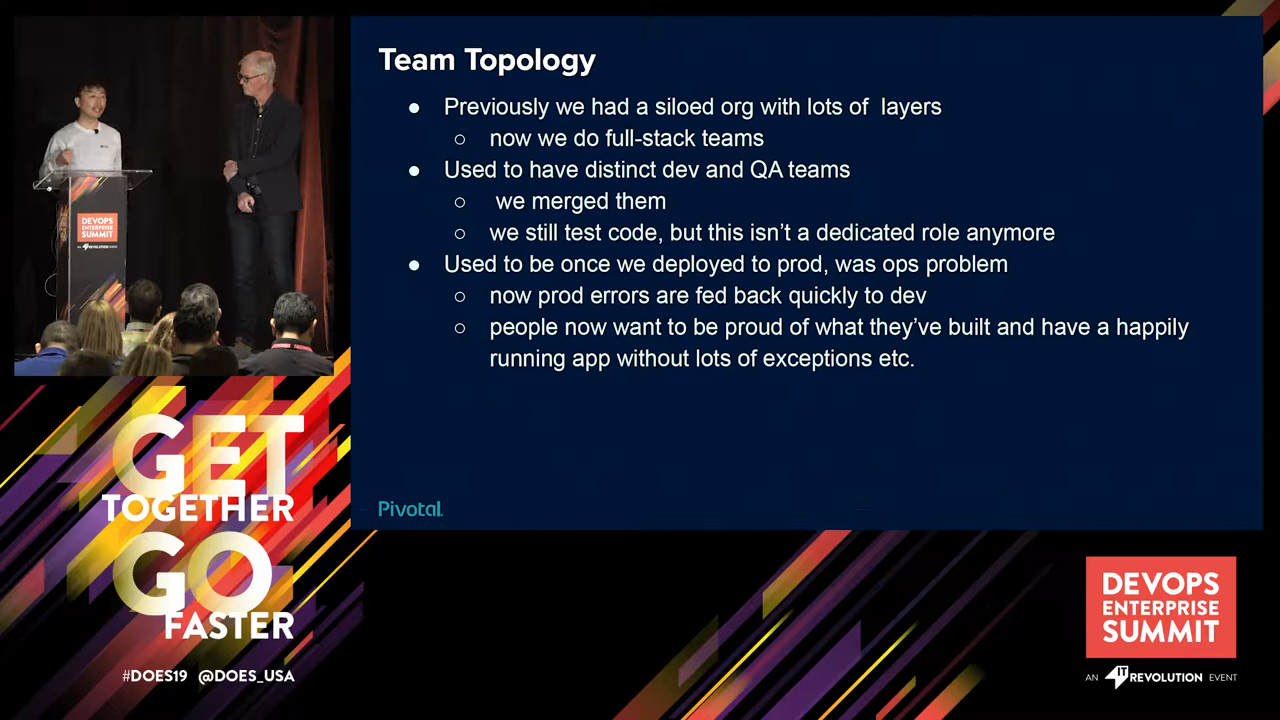 Team Topology
● Previously we had a siloed org with lots of layers
○ now we do full-stack teams
● Used to have distinct dev and QA teams
○ we merged them
○ we still test code, but this isn't a dedicated role anymore
● Used to be once we deployed to prod, was ops problem
○ now prod errors are fed back quickly to dev
○ people now want to be proud of what they've built and have a happily
running app without lots of exceptions etc.
Pivotal.
DEVOPS
ENTERPRISE
SUMMIT
GET
TOGETHER
GO
FASTER
#DOES19 @DOES_USA
DEVOPS
ENTERPRISE
SUMMIT
AN IT REVOLUTION EVENT